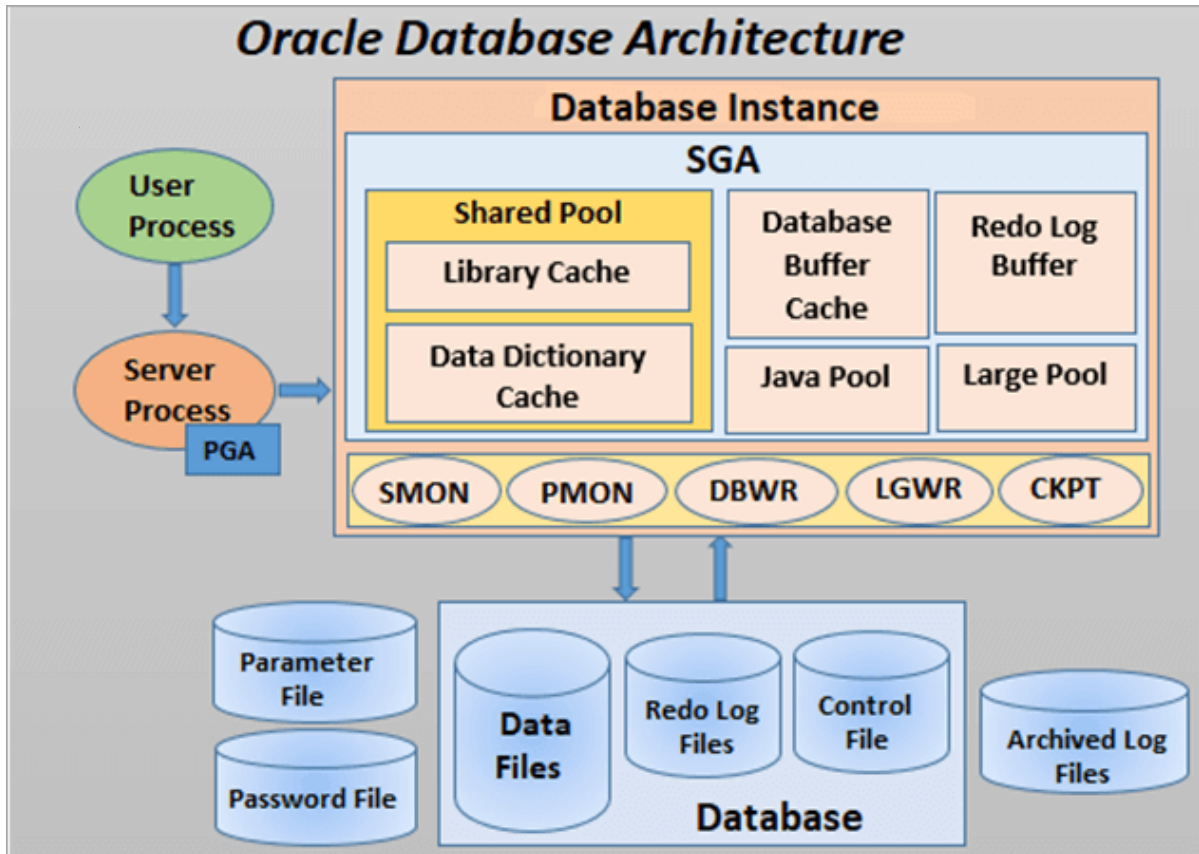 Oracle Database Architecture
Database Instance
SGA
User
Process
Shared Pool
Library Cache
Data Dictionary
Cache
Database
Buffer
Cache
Redo Log
Buffer
Java Pool
Large Pool
Server
Process
PGA
SMON
PMON
DBWR
LGWR
CKPT
Parameter
File
Password File
Data
Files
Redo Log
Files
Control
File
Database
Archived Log
Files